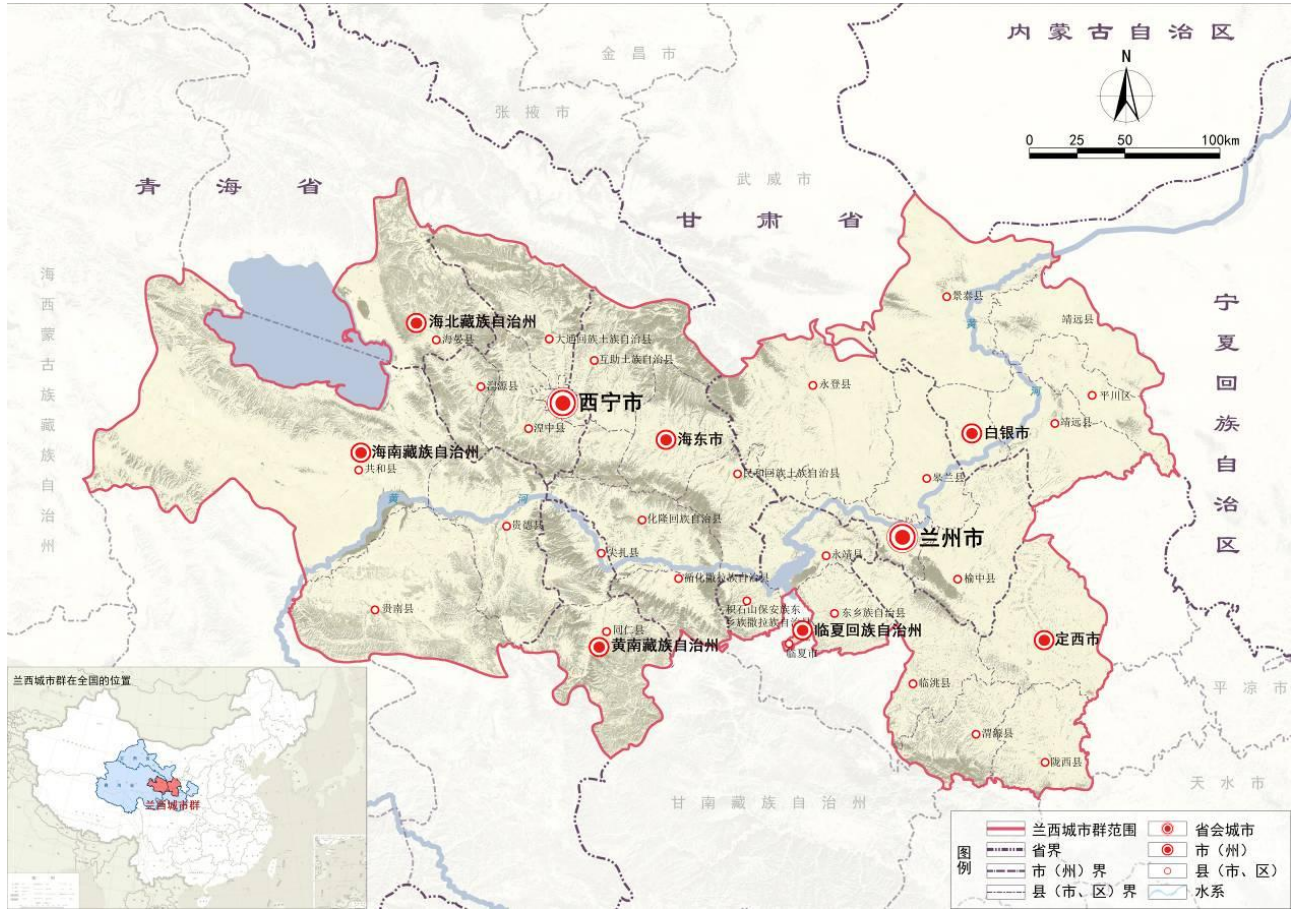 内蒙古自治区
金昌市
N
张掖市
0 25 50 100km
青海省
武威市
甘肃省
海西蒙古族藏族自治州
宁夏回族自治区
景泰县
黄
靖远县
海北藏族自治州
海晏县
大通回族土族自治县
互助土族自治县
湟源县
永登县
河
平川区
西宁市
湟中县
海东市
白银市
靖远县
海南藏族自治州
共和县
民和回族土族自治县
皋兰县
黄
河
贵德县
化隆回族自治县
兰州市
尖扎县
永靖县
循化撒拉族自治县
榆中县
贵南县
积石山保安族东
乡族撒拉族自治县
东乡族自治县
同仁县
临夏回族自治州
黄南藏族自治州
临夏市
定西市
临洮县
平凉市
渭源县
陇西县
天水市
甘南藏族自治州
兰西城市群在全国的位置
兰西城市群
图例
兰西城市群范围
省会城市
省界
市（州）
市（州）界
县（市、区）
县（市、区）界
水系